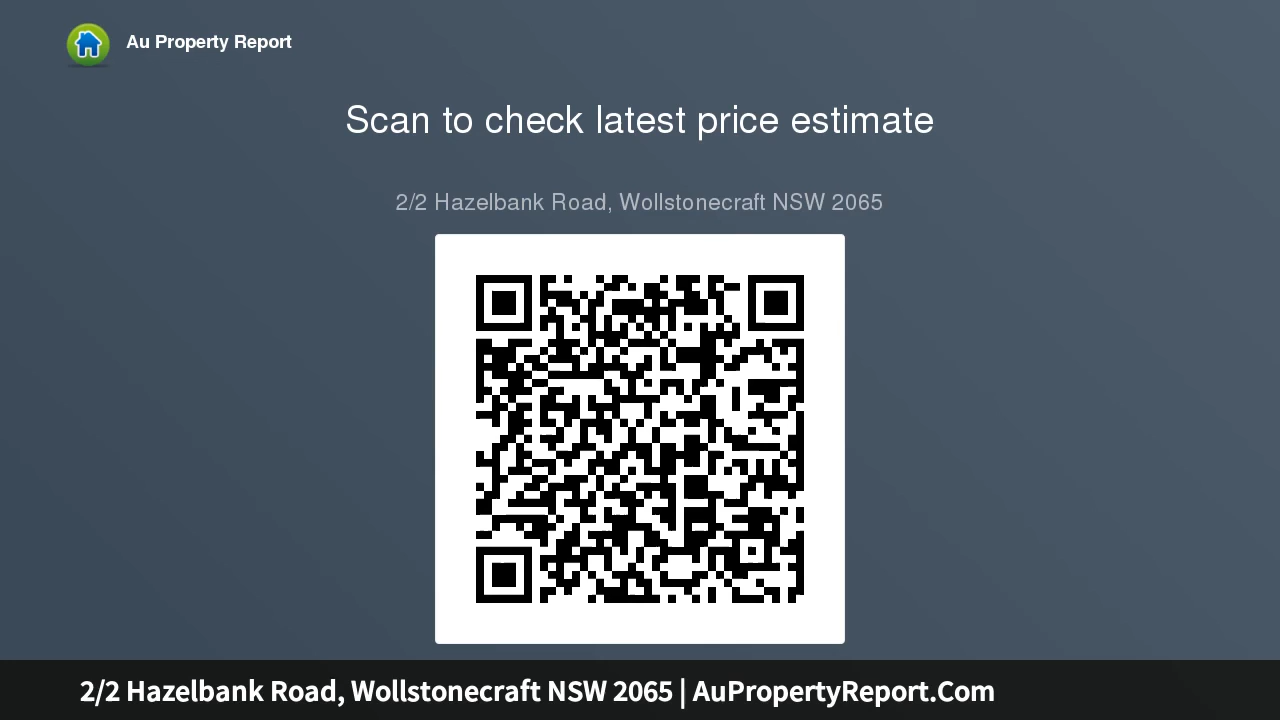 Au Property Report
Scan to check latest price estimate
2/2 Hazelbank Road, Wollstonecraft NSW 2065
2/2 Hazelbank Road, Wollstonecraft NSW 2065 | AuPropertyReport.Com